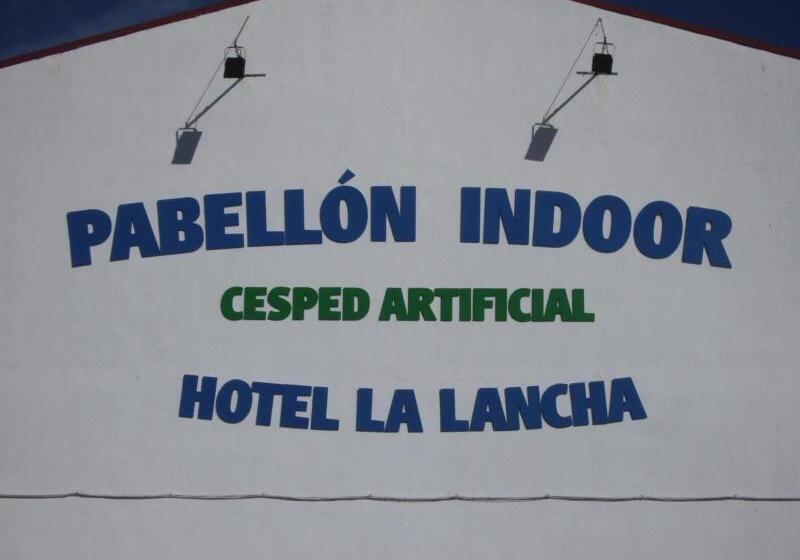 PABELLÓN INDOOR
CESPED ARTIFICIAL
HOTEL LA LANCHA